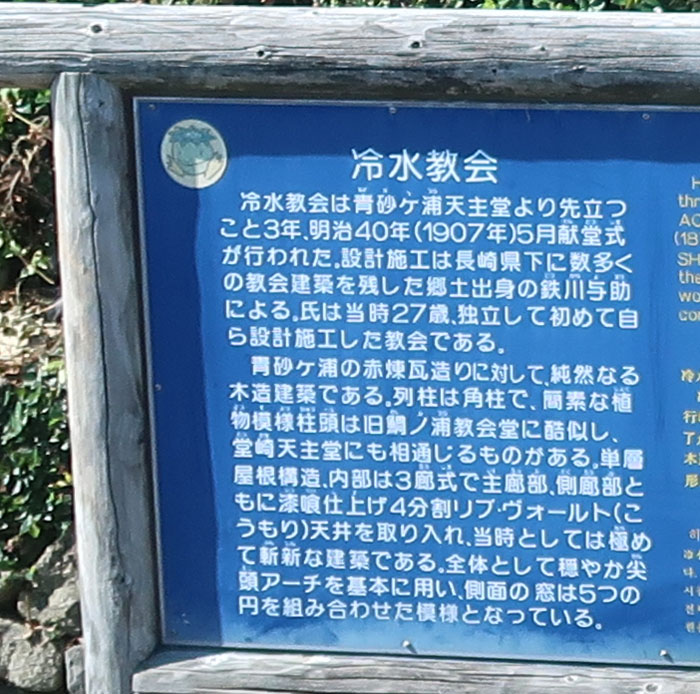 冷水教会
冷水教会は青砂ケ浦天主堂より先立つ
こと3年、明治40年(1907年)5月献堂式
が行われた。設計施工は長崎県下に数多く
の教会建築を残した郷土出身の鉄川与助
による。氏は当時27歳、独立して初めて自
ら設計施工した教会である。
青砂ケ浦の赤煉瓦造りに対して、純然なる
木造建築である。列柱は角柱で、簡素な植
物模様柱頭は旧鯛ノ浦教会堂に酷似し、
堂崎天主堂にも相通じるものがある。単層
屋根構造、内部は3廊式で主廊部、側廊部と
もに漆喰仕上げ4分割リブ・ヴォールト(こ
うもり)天井を取り入れ、当時としては極め
て斬新な建築である。全体として穏やか尖
頭アーチを基本に用い、側面の窓は5つの
円を組み合わせた模様となっている。